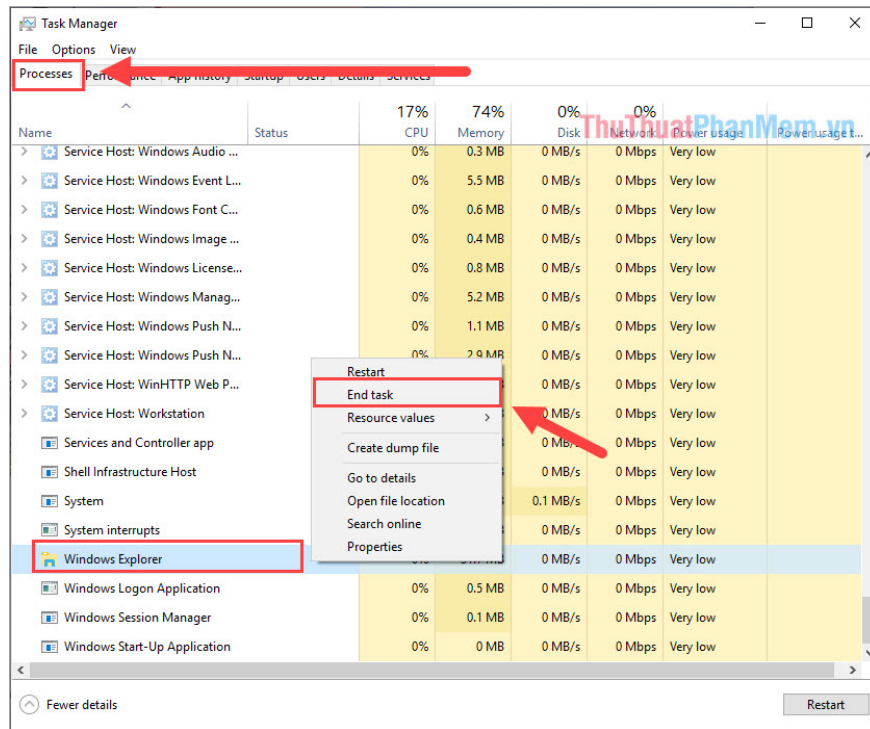 Task Manager
File Options View
Processes Performance App history Startup Users Details Services
17% 74% 0% 0%
Name Status CPU Memory Disk Network Power usage Power usage t...
ThuThuatPhanMem.vn
Service Host: Windows Audio ... 0% 0.3 MB 0 MB/s 0 Mbps Very low
Service Host: Windows Event L... 0% 5.5 MB 0 MB/s 0 Mbps Very low
Service Host: Windows Font C... 0% 0.6 MB 0 MB/s 0 Mbps Very low
Service Host: Windows Image ... 0% 0.4 MB 0 MB/s 0 Mbps Very low
Service Host: Windows License... 0% 0.8 MB 0 MB/s 0 Mbps Very low
Service Host: Windows Manag... 0% 5.2 MB 0 MB/s 0 Mbps Very low
Service Host: Windows Push N... 0% 1.1 MB 0 MB/s 0 Mbps Very low
Service Host: Windows Push N... 0% 2.9 MB 0 MB/s 0 Mbps Very low
Service Host: WinHTTP Web P... 0 MB/s 0 Mbps Very low
Service Host: Workstation 0 MB/s 0 Mbps Very low
Services and Controller app 0 MB/s 0 Mbps Very low
Shell Infrastructure Host 0 MB/s 0 Mbps Very low
System 0.1 MB/s 0 Mbps Very low
System interrupts 0 MB/s 0 Mbps Very low
Windows Explorer 0 MB/s 0 Mbps Very low
Windows Logon Application 0% 0.5 MB 0 MB/s 0 Mbps Very low
Windows Session Manager 0% 0.1 MB 0 MB/s 0 Mbps Very low
Windows Start-Up Application 0% 0 MB 0 MB/s 0 Mbps Very low
Restart
End task
Resource values
Create dump file
Go to details
Open file location
Search online
Properties
Fewer details
Restart